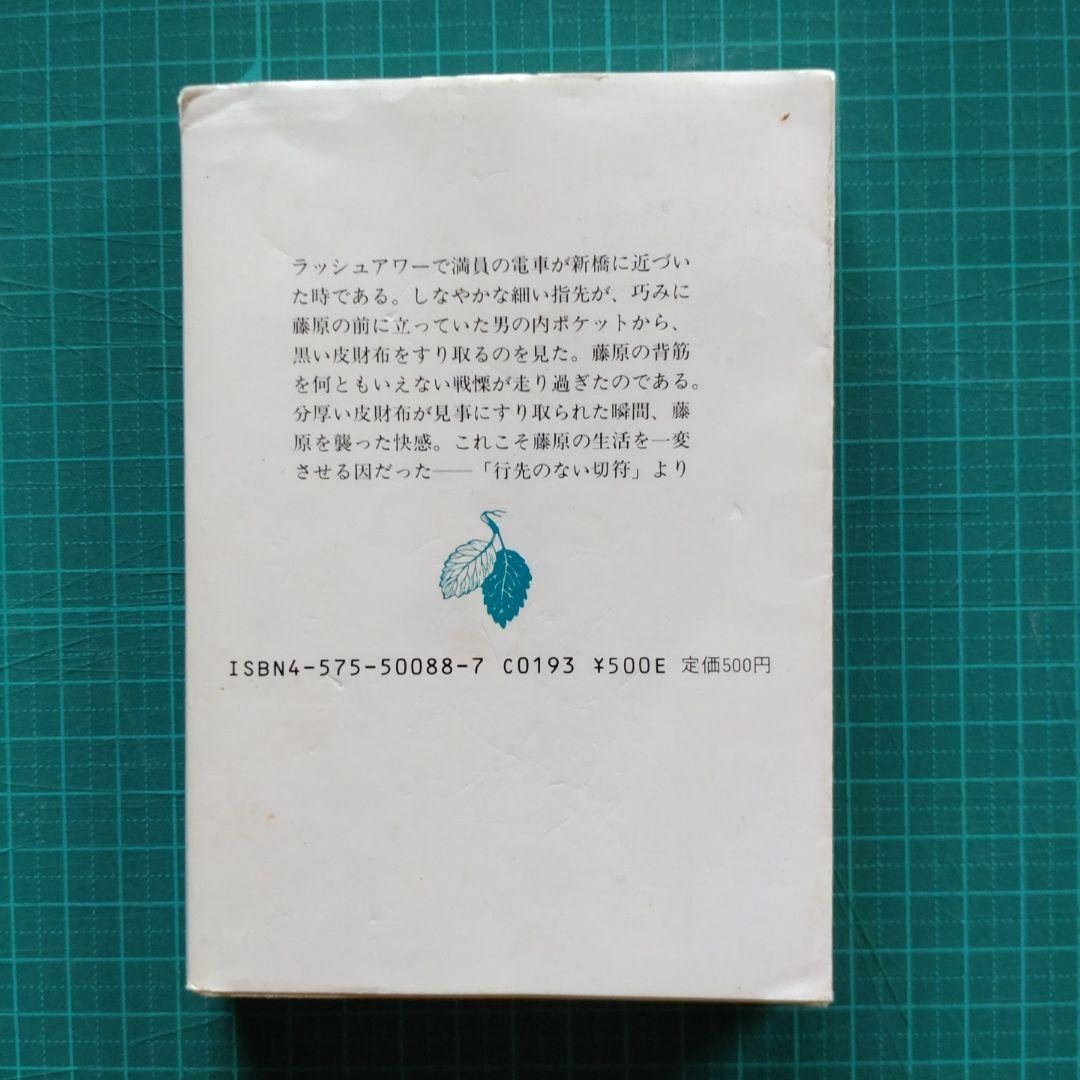 ラッシュアワーで満員の電車が新橋に近づい
た時である。しなやかな細い指先が、巧みに
藤原の前に立っていた男の内ポケットから、
黒い皮財布をすり取るのを見た。藤原の背筋
を何ともいえない戦慄が走り過ぎたのである。
分厚い皮財布が見事にすり取られた瞬間、藤
原を襲った快感。これこそ藤原の生活を一変
させる因だった――「行先のない切符」より
ISBN4-575-50088-7 C0193 ¥500E 定価500円